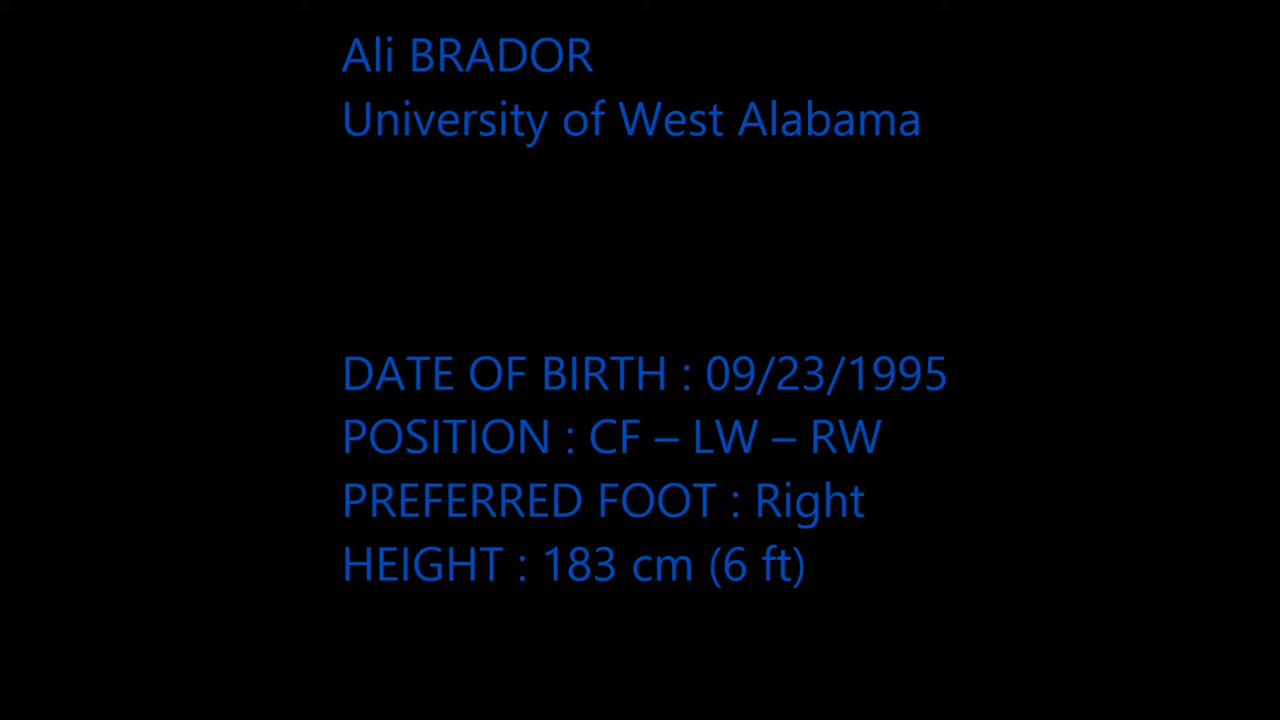 Ali BRADOR
University of West Alabama
DATE OF BIRTH : 09/23/1995
POSITION : CF – LW – RW
PREFERRED FOOT : Right
HEIGHT : 183 cm (6 ft)